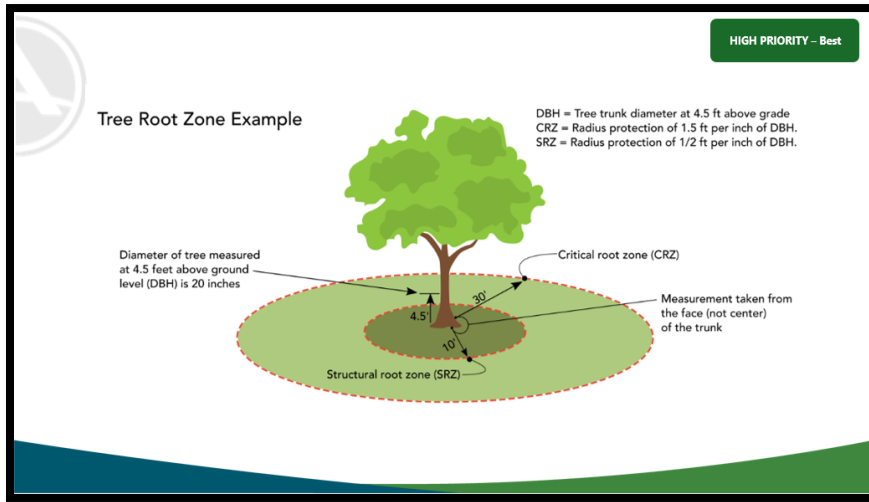 HIGH PRIORITY – Best
Tree Root Zone Example
DBH = Tree trunk diameter at 4.5 ft above grade
CRZ = Radius protection of 1.5 ft per inch of DBH.
SRZ = Radius protection of 1/2 ft per inch of DBH.
Diameter of tree measured
at 4.5 feet above ground
level (DBH) is 20 inches
Critical root zone (CRZ)
30'
4.5'
Measurement taken from
the face (not center)
of the trunk
10'
Structural root zone (SRZ)